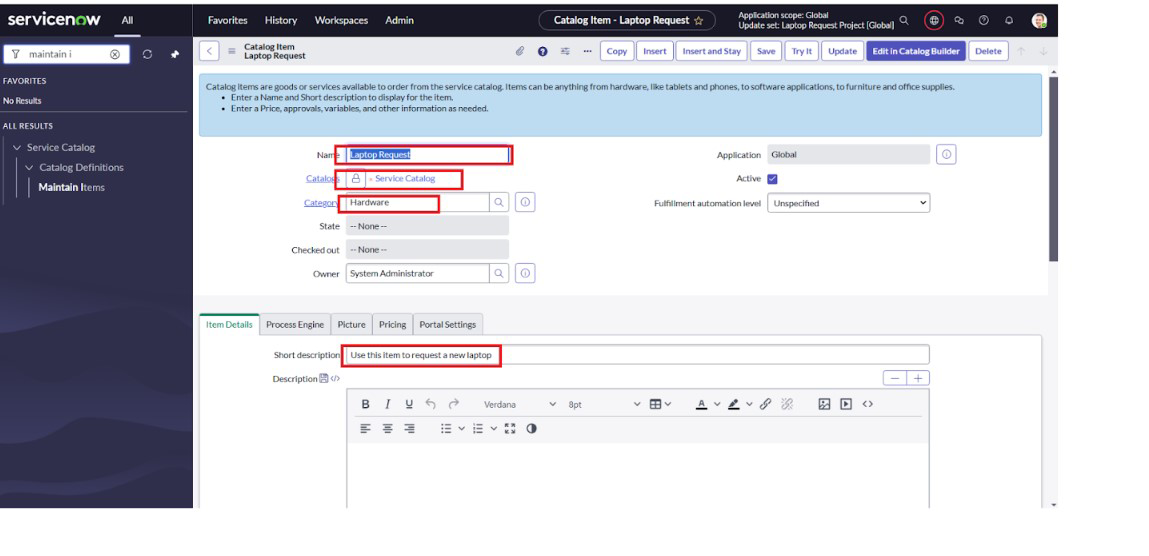 servicenow All Favorites History Workspaces Admin Catalog Item - Laptop Request ☆ Application scope: Global
Update set: Laptop Request Project [Global]
maintain i
Catalog Item
Laptop Request
Copy Insert Insert and Stay Save Try It Update Edit in Catalog Builder Delete
FAVORITES
No Results
ALL RESULTS
Service Catalog
Catalog Definitions
Maintain Items
Catalog items are goods or services available to order from the service catalog. Items can be anything from hardware, like tablets and phones, to software applications, to furniture and office supplies.
• Enter a Name and Short description to display for the item.
• Enter a Price, approvals, variables, and other information as needed.
Name Laptop Request
Catalogs Service Catalog
Category Hardware
State -- None --
Checked out -- None --
Owner System Administrator
Application Global
Active
Fulfillment automation level Unspecified
Item Details Process Engine Picture Pricing Portal Settings
Short description Use this item to request a new laptop
Description
B I U Verdana 8pt A